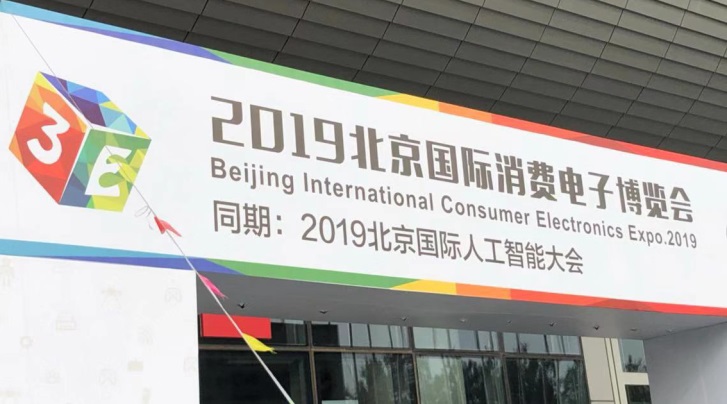 3E
2019北京国际消费电子博览会
Beijing International Consumer Electronics Expo.2019
同期：2019北京国际人工智能大会